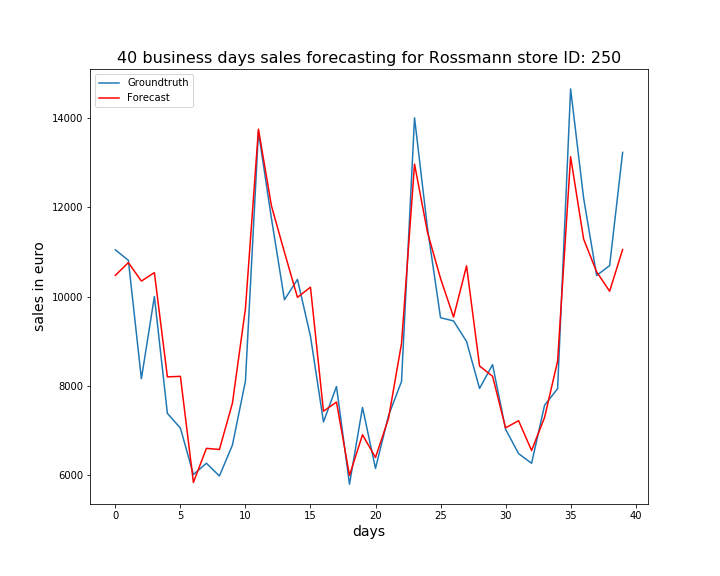 40 business days sales forecasting for Rossmann store ID: 250
Groundtruth
Forecast
14000
12000
10000
8000
6000
sales in euro
0 5 10 15 20 25 30 35 40
days